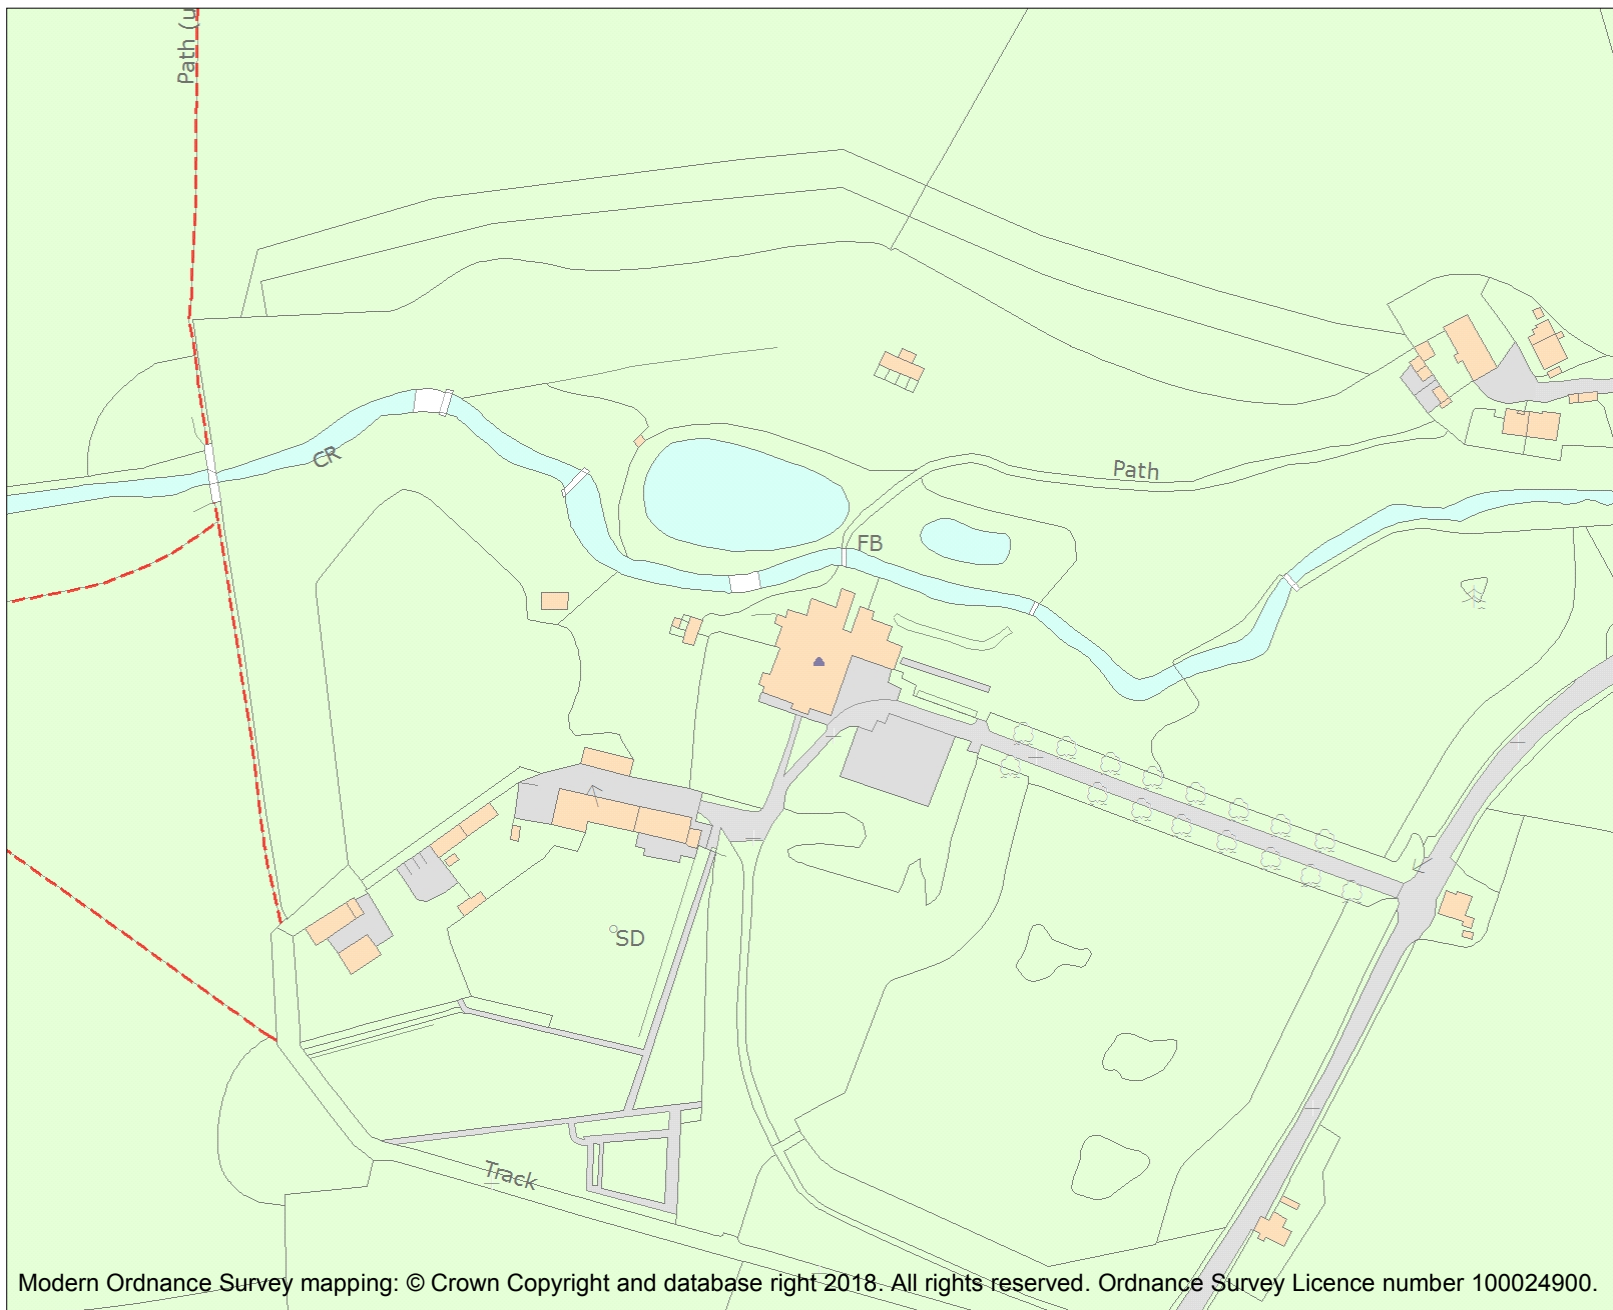 Path (u
CR
Path
FB
SD
Track
Modern Ordnance Survey mapping: © Crown Copyright and database right 2018. All rights reserved. Ordnance Survey Licence number 100024900.